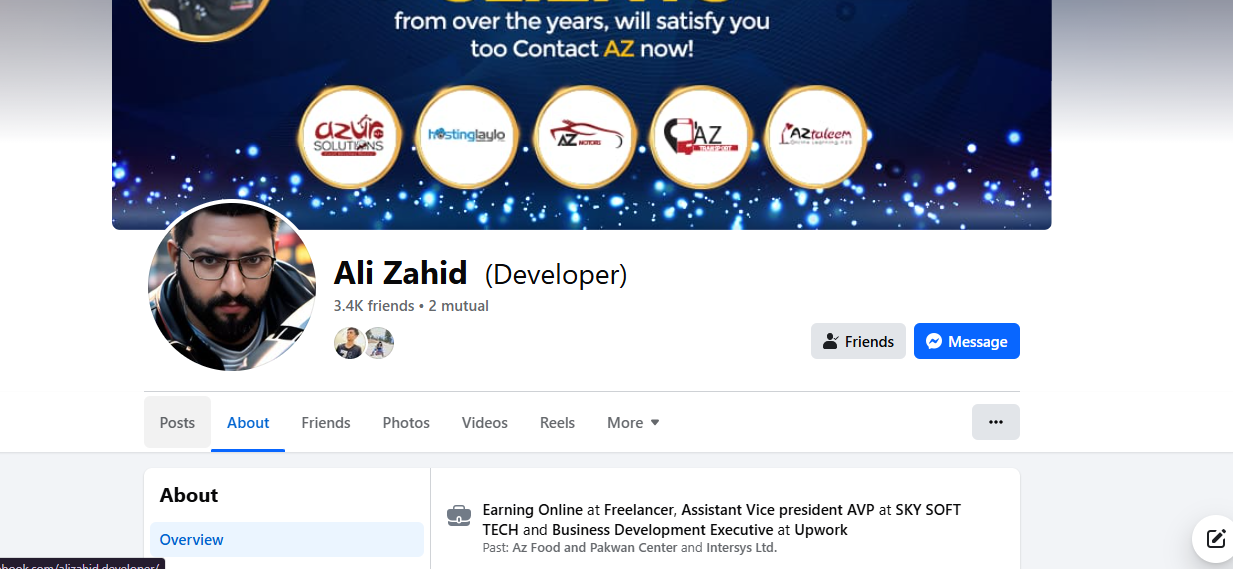 from over the years, will satisfy you
too Contact AZ now!
azure
SOLUTIONS
hostinglaylo
AZ MOTORS
AZ
TRANSPORT
AZtaleem
Online Learning
Ali Zahid (Developer)
3.4K friends • 2 mutual
Friends
Message
Posts
About
Friends
Photos
Videos
Reels
More
About
Overview
Earning Online at Freelancer, Assistant Vice president AVP at SKY SOFT
TECH and Business Development Executive at Upwork
Past: Az Food and Pakwan Center and Intersys Ltd.
book.com/alizahid.developer/